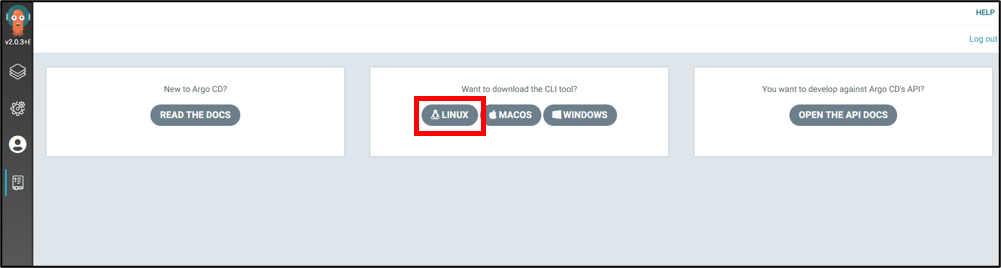 HELP
v2.0.3+8
Log out
New to Argo CD?
READ THE DOCS
Want to download the CLI tool?
LINUX
MACOS
WINDOWS
You want to develop against Argo CD's API?
OPEN THE API DOCS